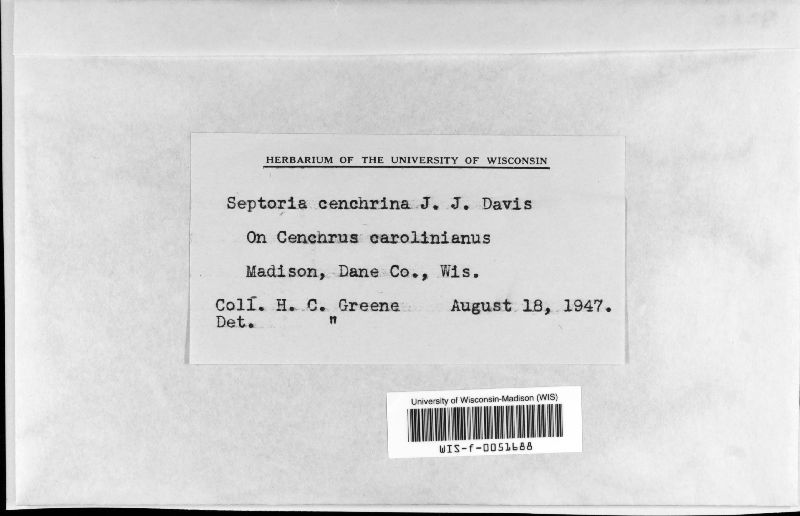 HERBARIUM OF THE UNIVERSITY OF WISCONSIN
Septoria cenchrina J. J. Davis
On Cenchrus carolinianus
Madison, Dane Co., Wis.
Coll. H. C. Greene August 18, 1947.
Det. "
University of Wisconsin-Madison (WIS)
WIS-f-0051688